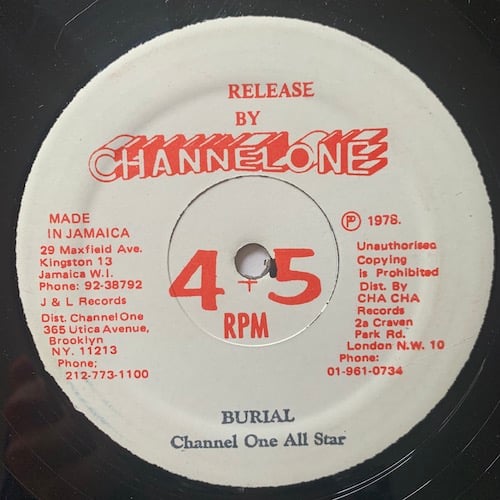 RELEASE
BY
CHANNEL ONE
MADE
IN JAMAICA
29 Maxfield Ave.
Kingston 13
Jamaica W.I.
Phone: 92-38792
J & L Records
Dist. Channel One
365 Utica Avenue,
Brooklyn
NY. 11213
Phone;
212-773-1100
45
RPM
Ⓟ 1978.
Unauthorised
Copying
is Prohibited
Dist. By
CHA CHA
Records
2a Craven
Park Rd.
London N.W. 10
Phone:
01-961-0734
BURIAL
Channel One All Star